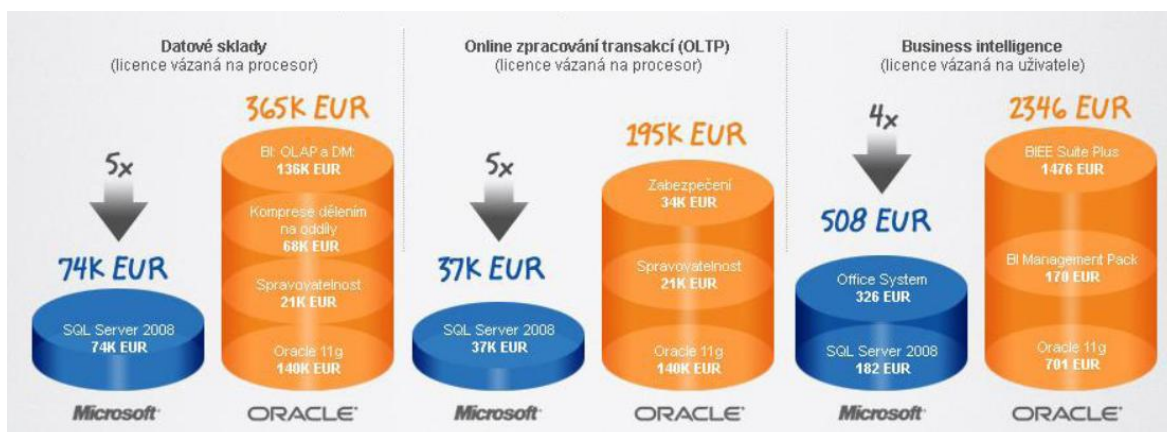 Datové sklady
(licence vázaná na procesor)
365K EUR
5x
BI: OLAP a DM:
136K EUR
Komprese dělením
na oddíly
68K EUR
74K EUR
Spravovatelnost
21K EUR
SQL Server 2008
74K EUR
Oracle 11g
140K EUR
Microsoft
ORACLE
Online zpracování transakcí (OLTP)
(licence vázaná na procesor)
195K EUR
5x
Zabezpečení
34K EUR
37K EUR
Spravovatelnost
21K EUR
SQL Server 2008
37K EUR
Oracle 11g
140K EUR
Microsoft
ORACLE
Business intelligence
(licence vázaná na uživatele)
2346 EUR
4x
BIEE Suite Plus
1476 EUR
508 EUR
Office System
326 EUR
BI Management Pack
170 EUR
SQL Server 2008
182 EUR
Oracle 11g
701 EUR
Microsoft
ORACLE